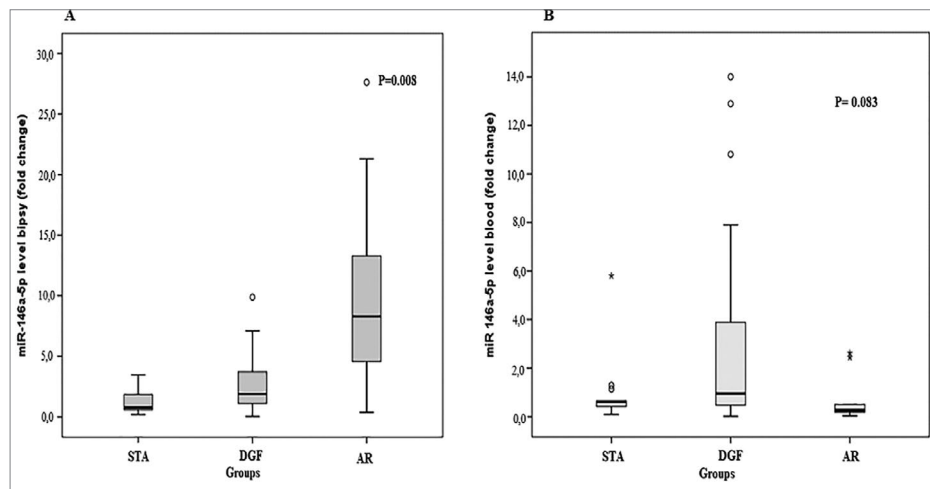 A
miR-146a-5p level bipsy (fold change)
30,0
25,0
20,0
15,0
10,0
5,0
0,0
P=0.008
STA DGF AR
Groups
B
miR 146a-5p level blood (fold change)
14,0
12,0
10,0
8,0
6,0
4,0
2,0
0,0
P= 0.083
STA DGF AR
Groups